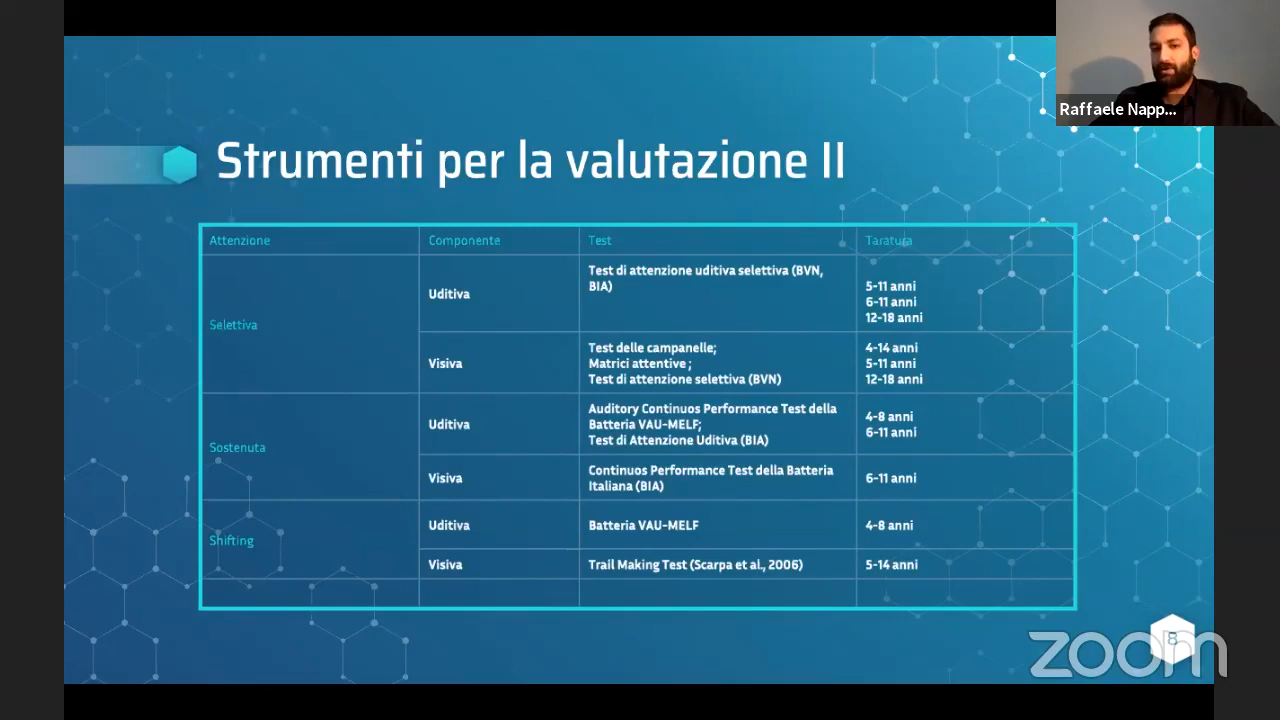 Raffaele Napp...
Strumenti per la valutazione II
Attenzione Componente Test Taratura
Selettiva
Uditiva
Test di attenzione uditiva selettiva (BVN,
BIA)
5-11 anni
6-11 anni
12-18 anni
Visiva
Test delle campanelle;
Matrici attentive ;
Test di attenzione selettiva (BVN)
4-14 anni
5-11 anni
12-18 anni
Sostenuta
Uditiva
Auditory Continuos Performance Test della
Batteria VAU-MELF;
Test di Attenzione Uditiva (BIA)
4-8 anni
6-11 anni
Visiva
Continuos Performance Test della Batteria
Italiana (BIA)
6-11 anni
Shifting
Uditiva
Batteria VAU-MELF
4-8 anni
Visiva
Trail Making Test (Scarpa et al., 2006)
5-14 anni
8
zoom